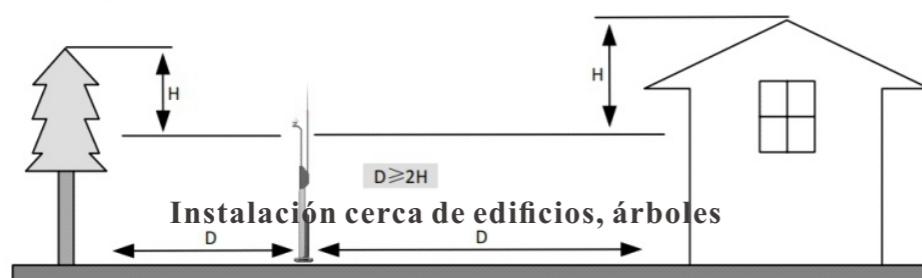 H
H
D≥2H
Instalación cerca de edificios, árboles
D
D